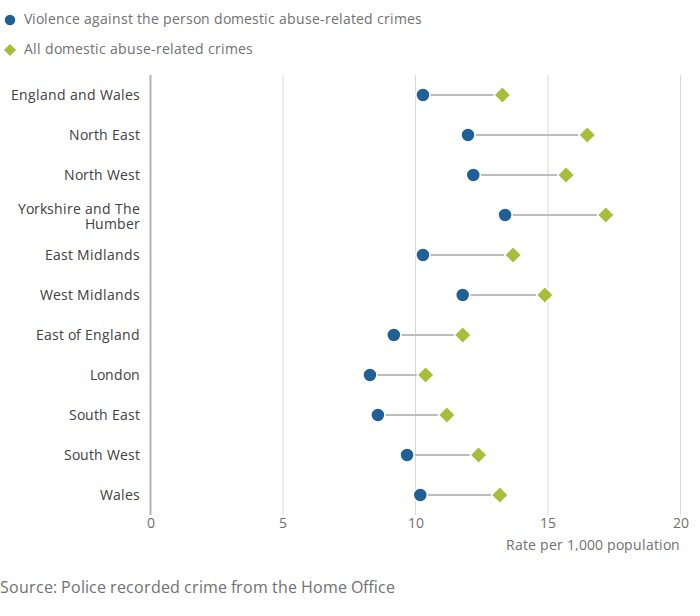 Violence against the person domestic abuse-related crimes
All domestic abuse-related crimes
England and Wales
North East
North West
Yorkshire and The
Humber
East Midlands
West Midlands
East of England
London
South East
South West
Wales
0 5 10 15 20
Rate per 1,000 population
Source: Police recorded crime from the Home Office